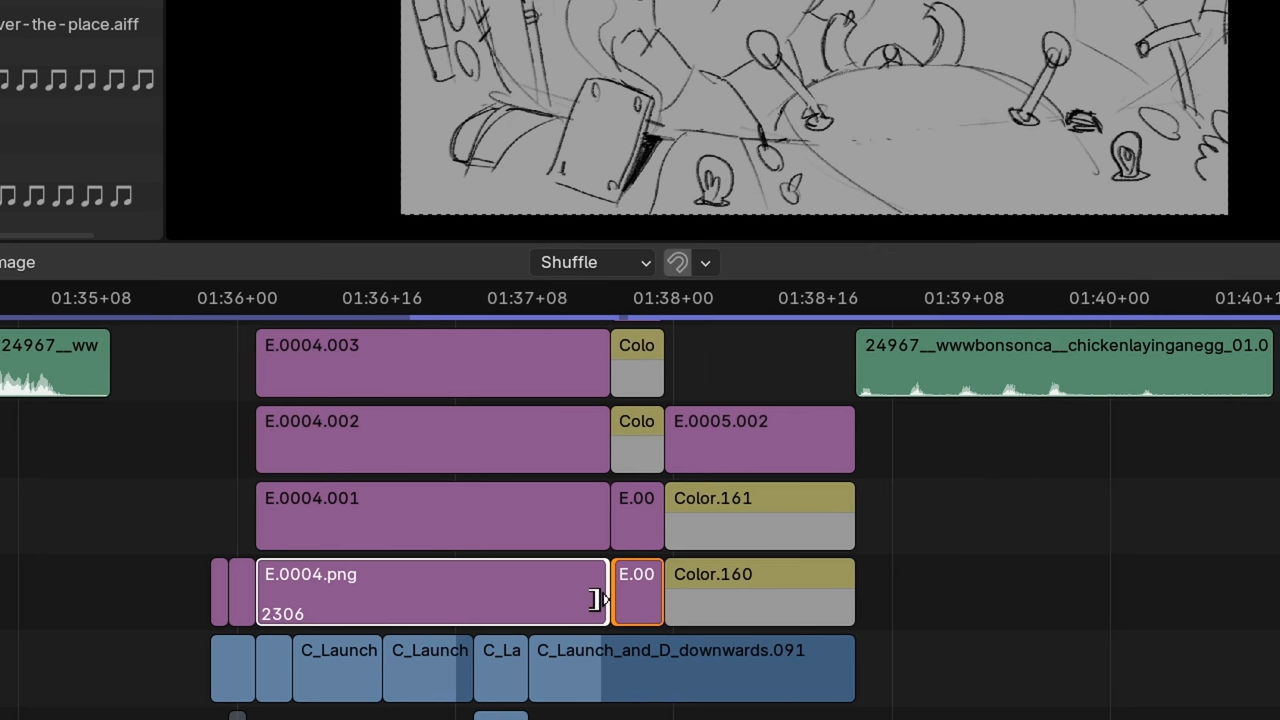 ver-the-place.aiff
mage
Shuffle
01:35+08 01:36+00 01:36+16 01:37+08 01:38+00 01:38+16 01:39+08 01:40+00 01:40+1
24967__ww E.0004.003 Colo 24967__wwwbonsonca__chickenlayinganegg_01.0
E.0004.002 Colo E.0005.002
E.0004.001 E.00 Color.161
E.0004.png E.00 Color.160
2306
C_Launch C_Launch C_La C_Launch_and_D_downwards.091